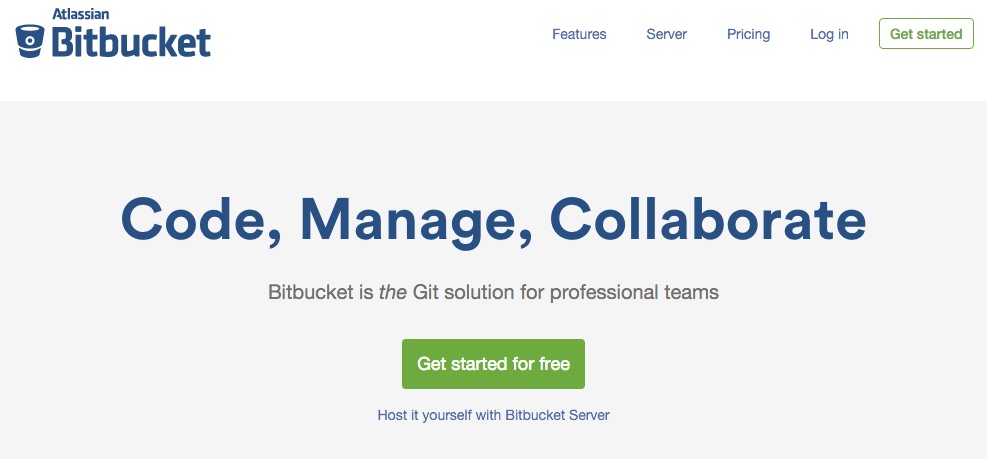 Atlassian
Bitbucket
Features Server Pricing Log in Get started
Code, Manage, Collaborate
Bitbucket is the Git solution for professional teams
Get started for free
Host it yourself with Bitbucket Server